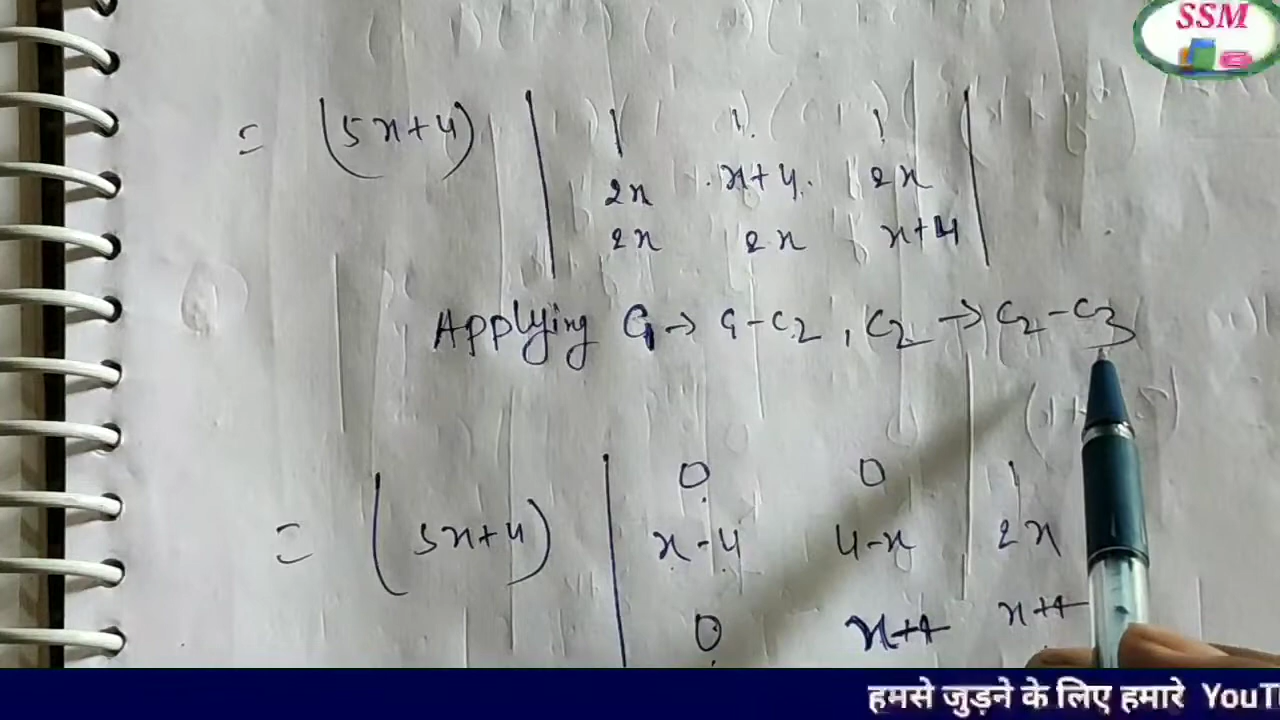 SSM
= (5x+4) | 1 1 1 |
2x x+4 2x
2x 2x x+4
Applying C1 → C1-C2 , C2 → C2-C3
= (5x+4) | 0 0 1
x-4 4-x 2x
0 x+4 x+4
हमसे जुड़ने के लिए हमारे YouT